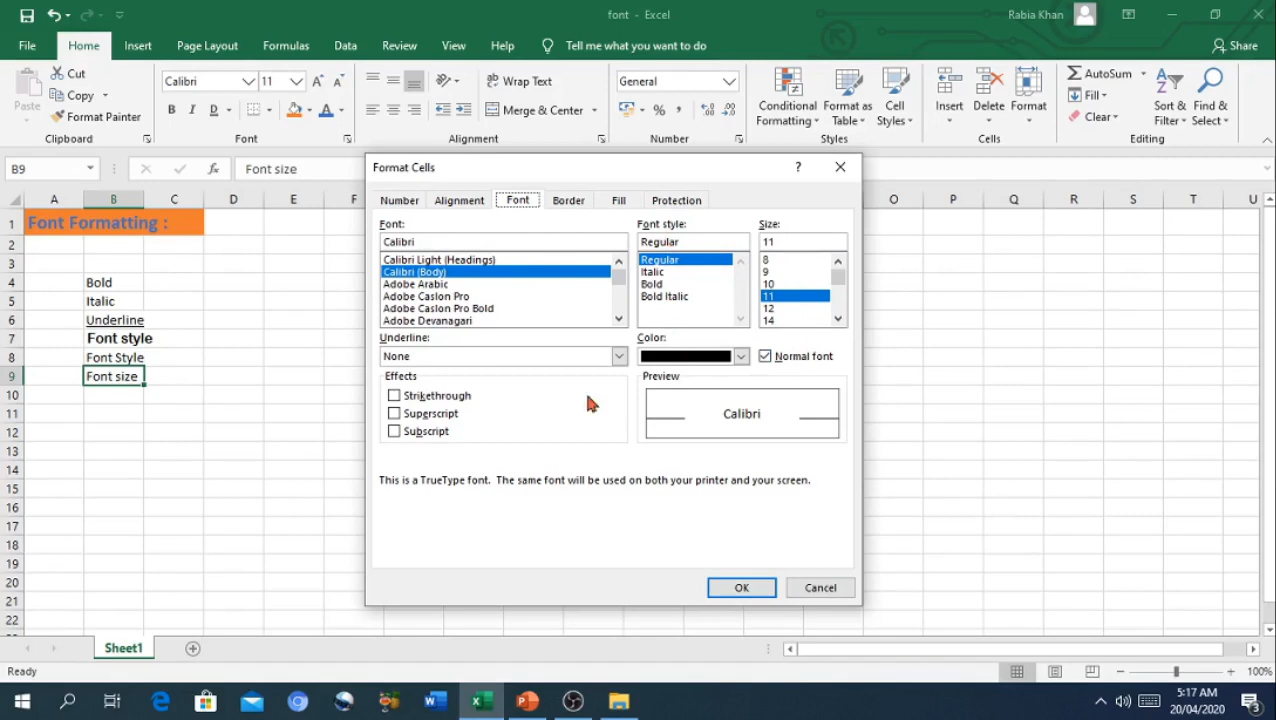 font - Excel
Rabia Khan
File Home Insert Page Layout Formulas Data Review View Help Tell me what you want to do Share
Paste Cut Copy Format Painter
Calibri 11
B I D A
Wrap Text
Merge & Center
General
%
Conditional Formatting Format as Table Cell Styles
Insert Delete Format
AutoSum Fill Clear
Sort & Filter Find & Select
Clipboard Font Alignment Number Styles Cells Editing
B9 fx Font size
A B C D E F O P Q R S T U
1 Font Formatting :
2
3
4 Bold
5 Italic
6 Underline
7 Font style
8 Font Style
9 Font size
10
11
12
13
14
15
16
17
18
19
20
21
Format Cells ?
Number Alignment Font Border Fill Protection
Font: Font style: Size:
Calibri Regular 11
Calibri Light (Headings) Regular 8
Calibri (Body) Italic 9
Adobe Arabic Bold 10
Adobe Caslon Pro Bold Italic 11
Adobe Caslon Pro Bold 12
Adobe Devanagari 14
Underline: Color:
None Normal font
Effects Preview
Strikethrough
Superscript Calibri
Subscript
This is a TrueType font. The same font will be used on both your printer and your screen.
OK Cancel
Sheet1
Ready 100%
5:17 AM
20/04/2020 3